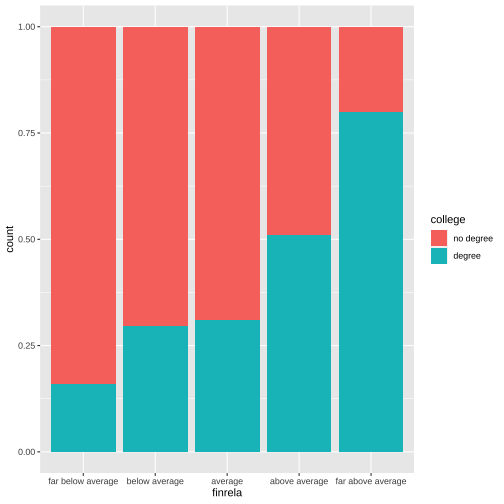 1.00
0.75
0.50
0.25
0.00
count
far below average
below average
average
above average
far above average
finrela
college
no degree
degree